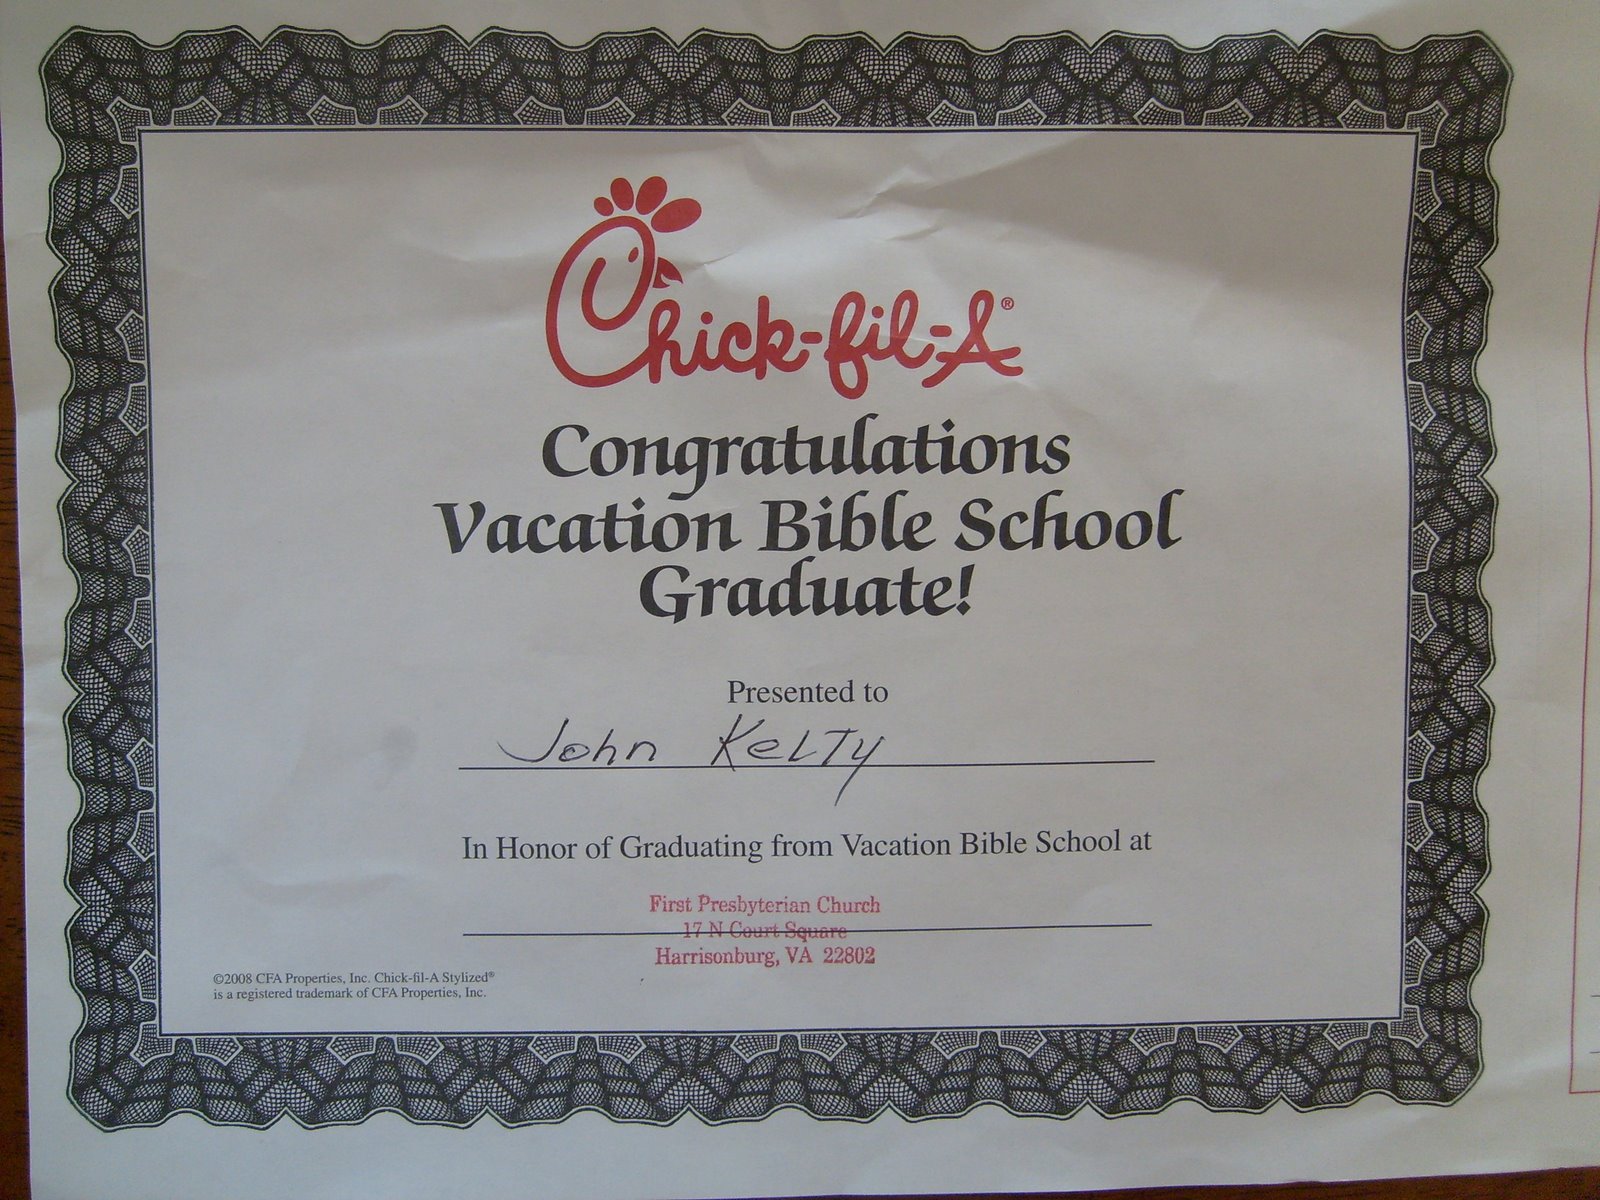 Chick-fil-A®
Congratulations
Vacation Bible School
Graduate!
Presented to
John Kelty
In Honor of Graduating from Vacation Bible School at
First Presbyterian Church
17 N Court Square
Harrisonburg, VA 22802
©2008 CFA Properties, Inc. Chick-fil-A Stylized®
is a registered trademark of CFA Properties, Inc.